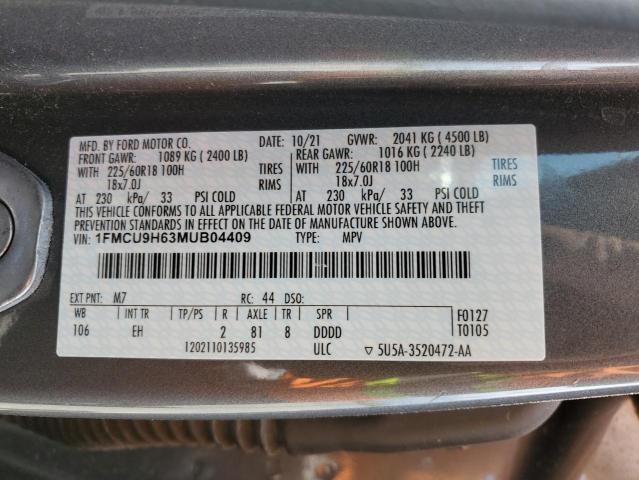 MFD. BY FORD MOTOR CO. DATE: 10/21 GVWR: 2041 KG ( 4500 LB)
FRONT GAWR: 1089 KG ( 2400 LB) REAR GAWR: 1016 KG ( 2240 LB)
WITH 225/60R18 100H TIRES WITH 225/60R18 100H TIRES
18x7.0J RIMS 18x7.0J RIMS
AT 230 kPa/ 33 PSI COLD AT 230 kPa/ 33 PSI COLD
THIS VEHICLE CONFORMS TO ALL APPLICABLE FEDERAL MOTOR VEHICLE SAFETY AND THEFT
PREVENTION STANDARDS IN EFFECT ON THE DATE OF MANUFACTURE SHOWN ABOVE.
1FMCU9H63MUB04409 TYPE: MPV
EXT PNT: M7 RC: 44 DSO:
WB INT TR TP/PS R AXLE TR SPR F0127
106 EH 2 81 8 DDDD T0105
1202110135985 ULC ▽ 5U5A-3520472-AA